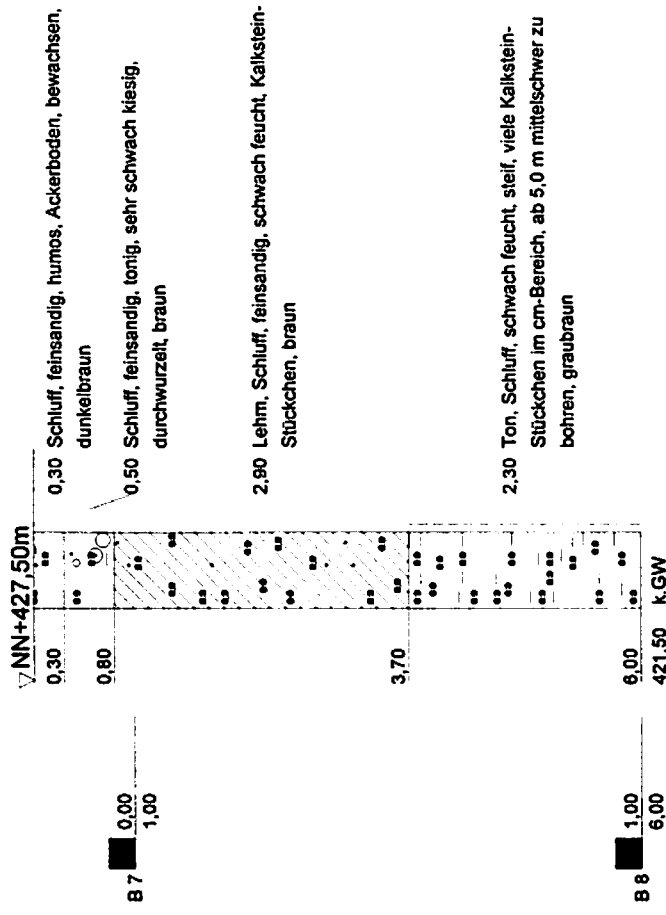 ▽NN+427,50m
0,30
0,30 Schluff, feinsandig, humos, Ackerboden, bewachsen,
dunkelbraun
0,80
0,50 Schluff, feinsandig, tonig, sehr schwach kiesig,
durchwurzelt, braun
B 7
0,00
1,00
2,90 Lehm, Schluff, feinsandig, schwach feucht, Kalkstein-
Stückchen, braun
3,70
2,30 Ton, Schluff, schwach feucht, steif, viele Kalkstein-
Stückchen im cm-Bereich, ab 5,0 m mittelschwer zu
bohren, graubraun
B 8
1,00
6,00
6,00
421,50
k.GW